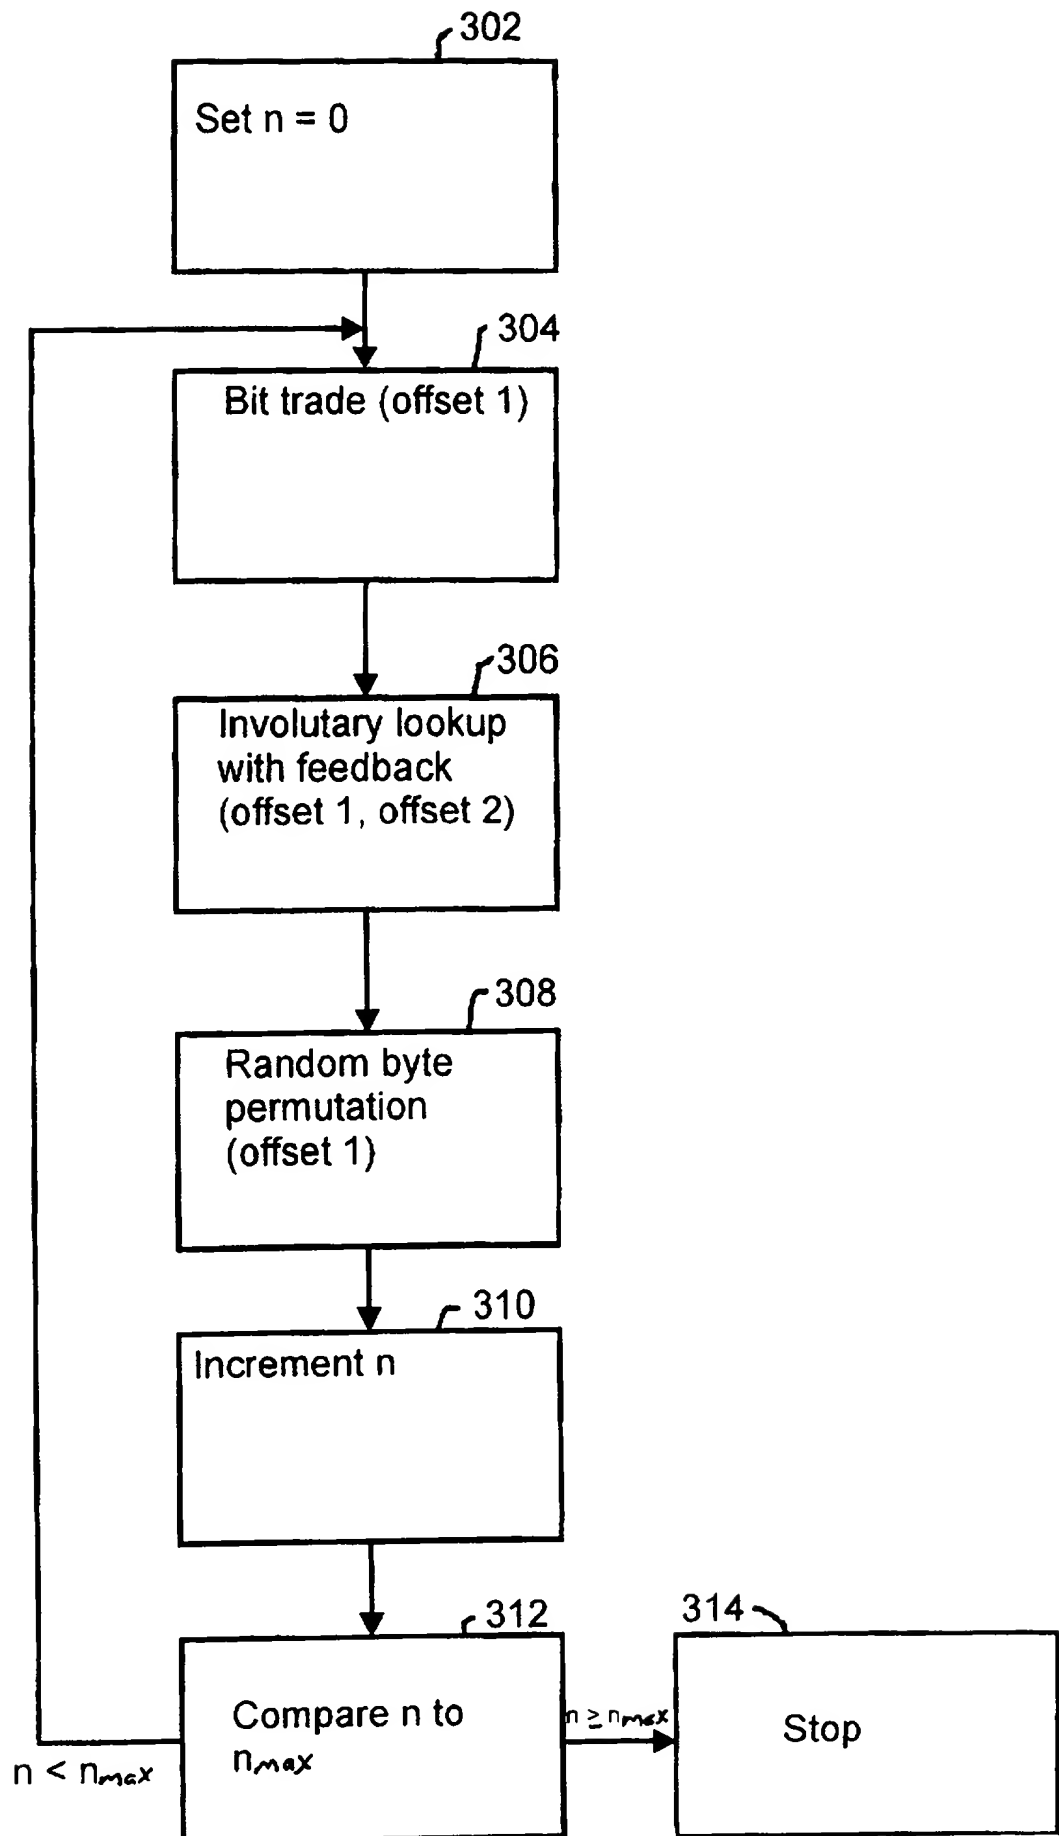 302
Set n = 0
304
Bit trade (offset 1)
306
Involutary lookup
with feedback
(offset 1, offset 2)
308
Random byte
permutation
(offset 1)
310
Increment n
312
314
Compare n to
nmax
n ≥ nmax
Stop
n < nmax